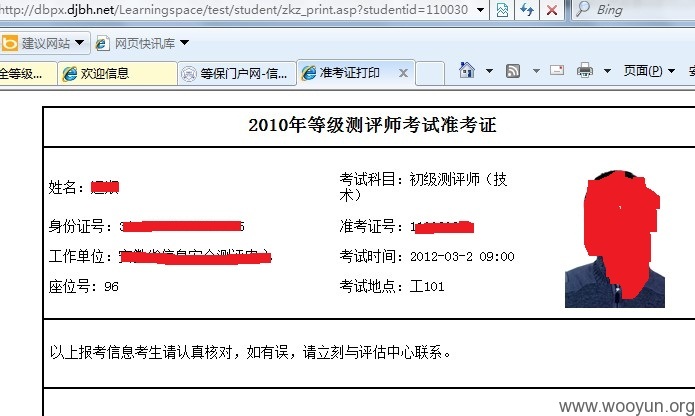 http://dbpx.djbh.net/Learningspace/test/student/zkz_print.asp?studentid=110030
Bing
建议网站
网页快讯库
全等级...
欢迎信息
等保门户网-信...
准考证打印
页面(P)
2010年等级测评师考试准考证
姓名：
考试科目：初级测评师（技
术）
身份证号：3
准考证号：1
工作单位：
考试时间：2012-03-2 09:00
座位号：96
考试地点：工101
以上报考信息考生请认真核对，如有误，请立刻与评估中心联系。
www.wooyun.org